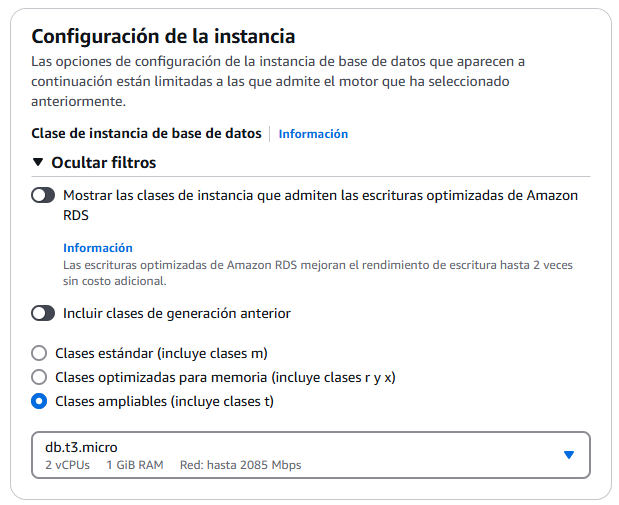 Configuración de la instancia
Las opciones de configuración de la instancia de base de datos que aparecen a
continuación están limitadas a las que admite el motor que ha seleccionado
anteriormente.
Clase de instancia de base de datos | Información
Ocultar filtros
Mostrar las clases de instancia que admiten las escrituras optimizadas de Amazon
RDS
Información
Las escrituras optimizadas de Amazon RDS mejoran el rendimiento de escritura hasta 2 veces
sin costo adicional.
Incluir clases de generación anterior
Clases estándar (incluye clases m)
Clases optimizadas para memoria (incluye clases r y x)
Clases ampliables (incluye clases t)
db.t3.micro
2 vCPUs 1 GiB RAM Red: hasta 2085 Mbps